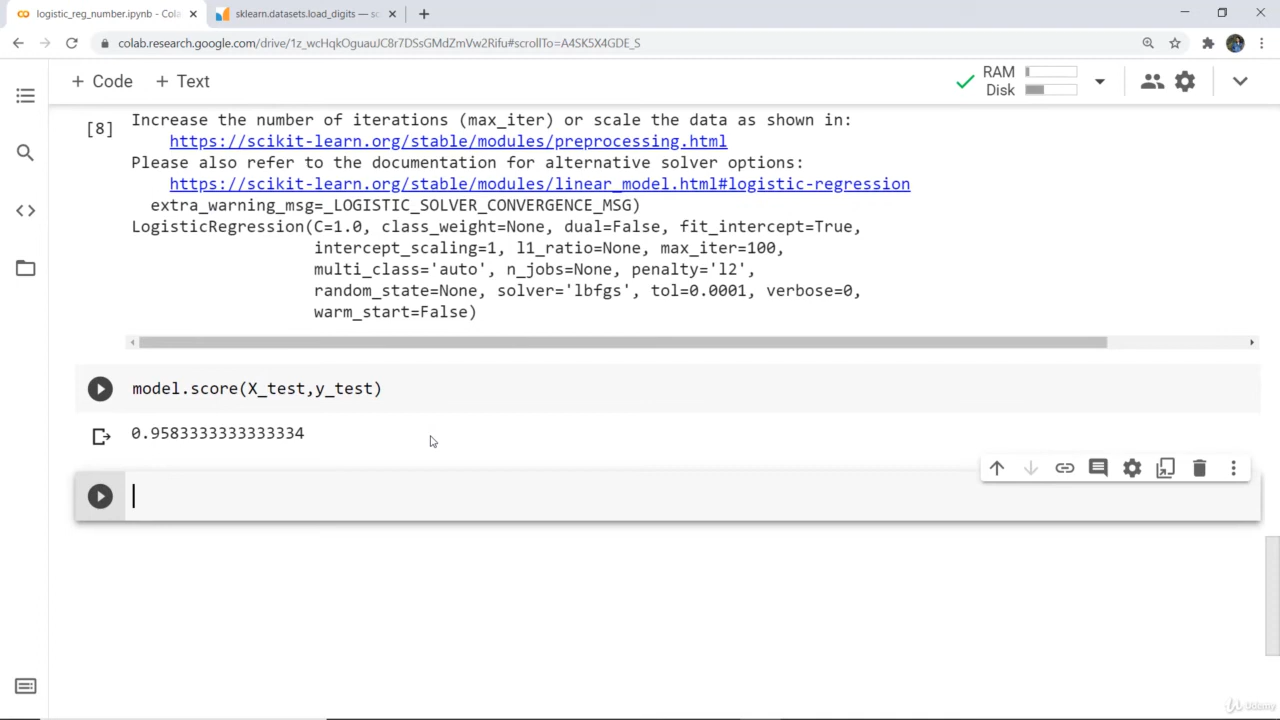 logistic_reg_number.ipynb - Cola
sklearn.datasets.load_digits — sc
colab.research.google.com/drive/1z_wcHqkOguauJC8r7DSsGMdZmVw2Rifu#scrollTo=A4SK5X4GDE_S
+ Code + Text
RAM
Disk
[8]
Increase the number of iterations (max_iter) or scale the data as shown in:
https://scikit-learn.org/stable/modules/preprocessing.html
Please also refer to the documentation for alternative solver options:
https://scikit-learn.org/stable/modules/linear_model.html#logistic-regression
extra_warning_msg=_LOGISTIC_SOLVER_CONVERGENCE_MSG)
LogisticRegression(C=1.0, class_weight=None, dual=False, fit_intercept=True,
intercept_scaling=1, l1_ratio=None, max_iter=100,
multi_class='auto', n_jobs=None, penalty='l2',
random_state=None, solver='lbfgs', tol=0.0001, verbose=0,
warm_start=False)
model.score(X_test,y_test)
0.9583333333333334
Udemy